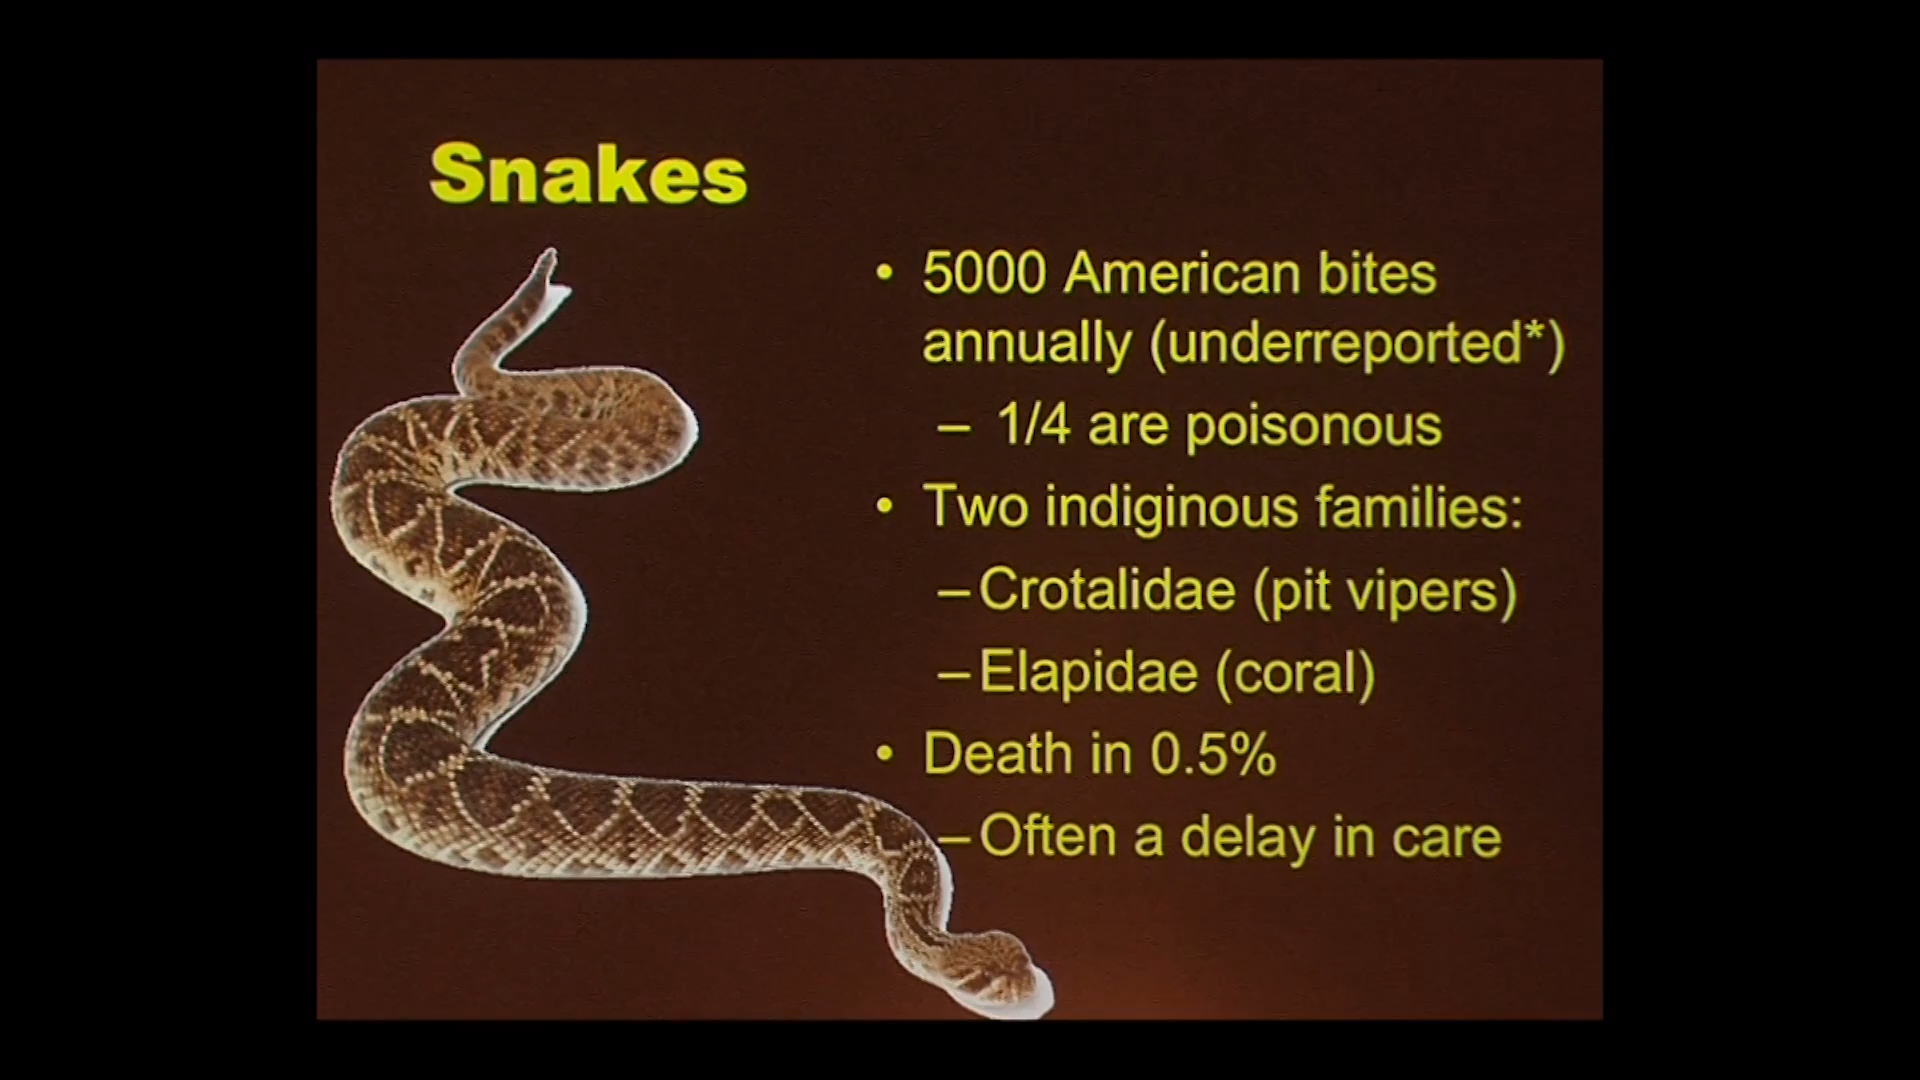 Snakes
• 5000 American bites
annually (underreported*)
– 1/4 are poisonous
• Two indiginous families:
– Crotalidae (pit vipers)
– Elapidae (coral)
• Death in 0.5%
– Often a delay in care